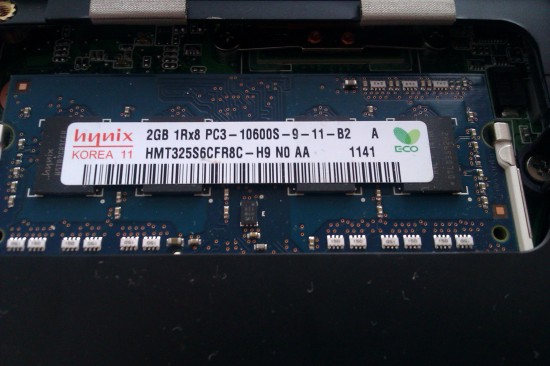 hynix 2GB 1Rx8 PC3-10600S-9-11-B2 A
KOREA 11 HMT325S6CFR8C-H9 N0 AA 1141
ECO